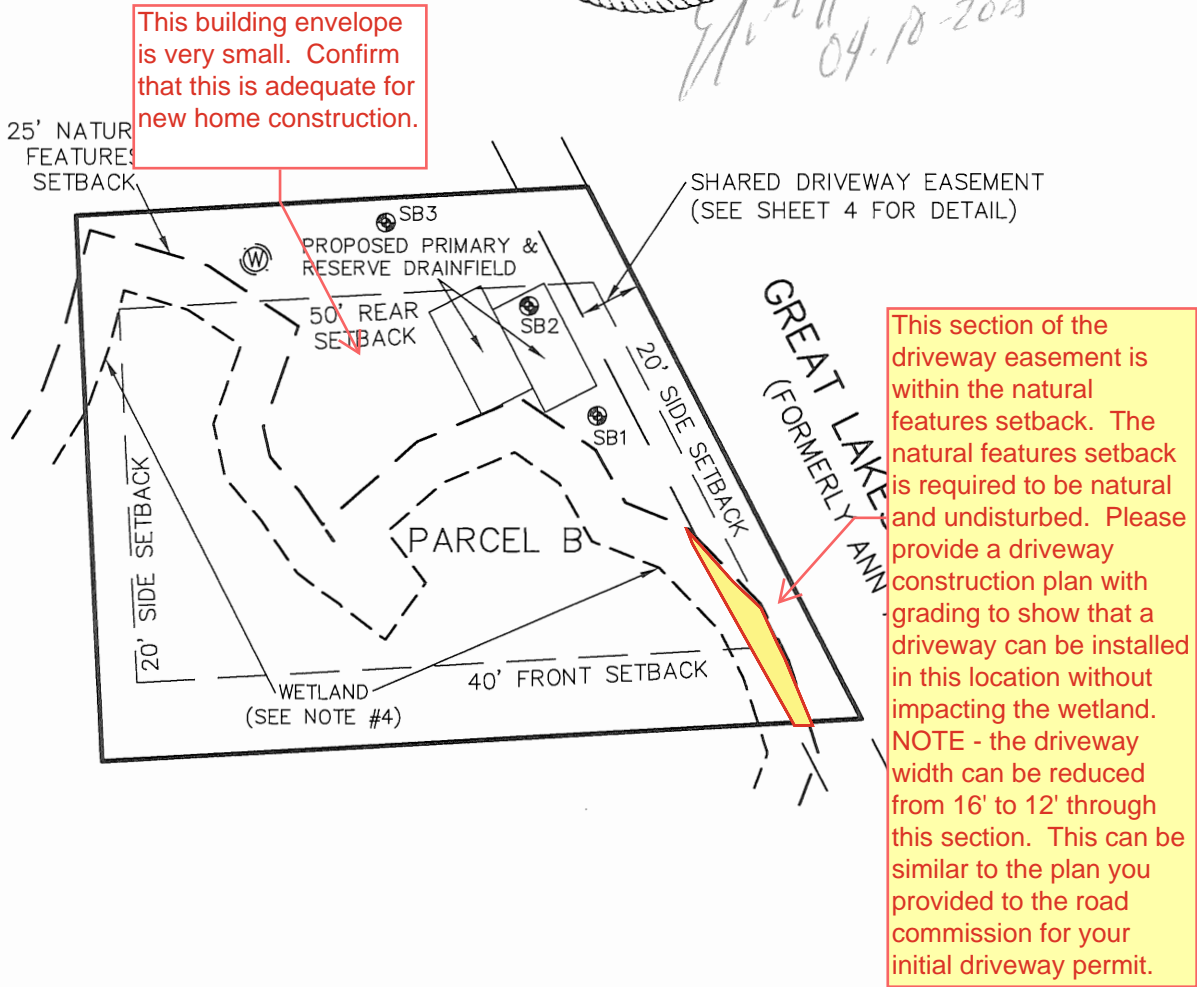 04-18-20
This building envelope
is very small. Confirm
that this is adequate for
new home construction.
25' NATUR
FEATURES
SETBACK
SHARED DRIVEWAY EASEMENT
(SEE SHEET 4 FOR DETAIL)
SB3
W
PROPOSED PRIMARY &
RESERVE DRAINFIELD
50' REAR
SETBACK
SB2
SB1
20' SIDE SETBACK
GREAT LAKES
(FORMERLY ANN
20' SIDE SETBACK
PARCEL B
WETLAND
(SEE NOTE #4)
40' FRONT SETBACK
This section of the
driveway easement is
within the natural
features setback. The
natural features setback
is required to be natural
and undisturbed. Please
provide a driveway
construction plan with
grading to show that a
driveway can be installed
in this location without
impacting the wetland.
NOTE - the driveway
width can be reduced
from 16' to 12' through
this section. This can be
similar to the plan you
provided to the road
commission for your
initial driveway permit.